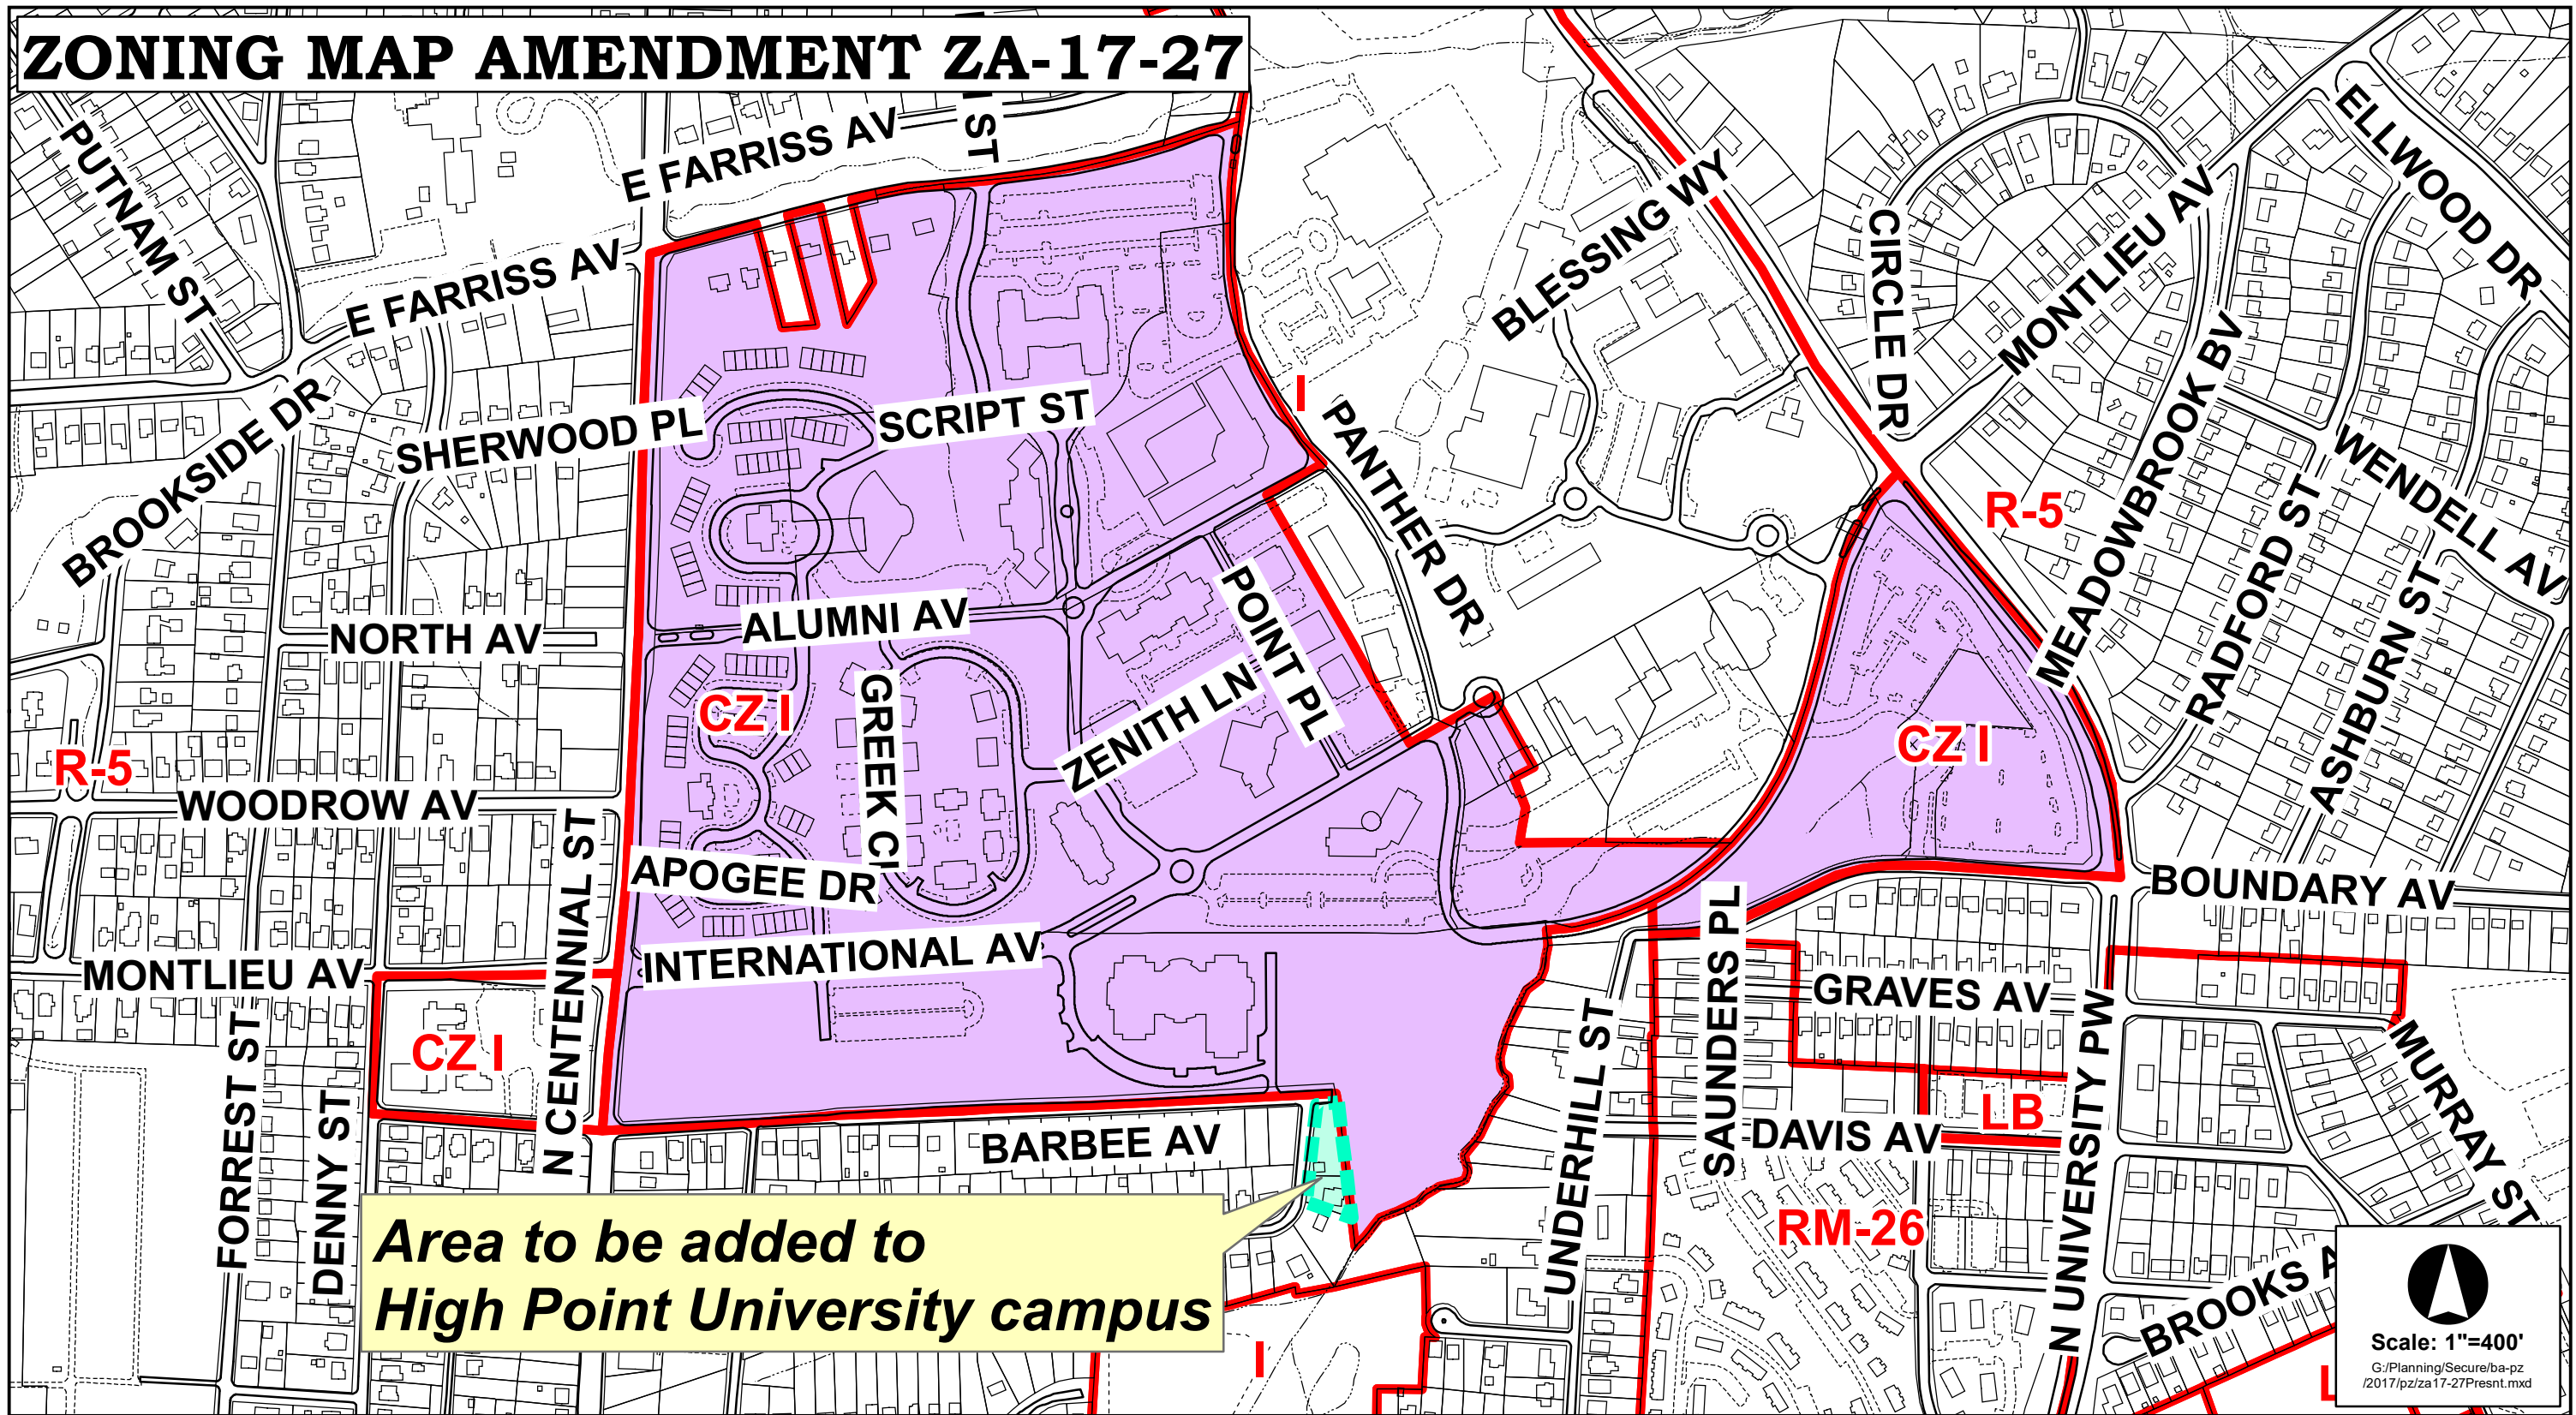 ZONING MAP AMENDMENT ZA-17-27
ST
E FARRISS AV
PUTNAM ST
E FARRISS AV
BROOKSIDE DR
SHERWOOD PL
SCRIPT ST
I
PANTHER DR
BLESSING WY
CIRCLE DR
MONTLIEU AV
ELLWOOD DR
MEADOWBROOK BV
WENDELL AV
R-5
RADFORD ST
ASHBURN ST
NORTH AV
ALUMNI AV
POINT PL
CZ I
GREEK CI
ZENITH LN
CZ I
R-5
WOODROW AV
APOGEE DR
N CENTENNIAL ST
INTERNATIONAL AV
MONTLIEU AV
BOUNDARY AV
SAUNDERS PL
GRAVES AV
CZ I
FORREST ST
DENNY ST
UNDERHILL ST
N UNIVERSITY PW
MURRAY ST
LB
DAVIS AV
BARBEE AV
RM-26
Area to be added to
High Point University campus
I
BROOKS
Scale: 1"=400'
G:/Planning/Secure/ba-pz
/2017/pz/za17-27Presnt.mxd